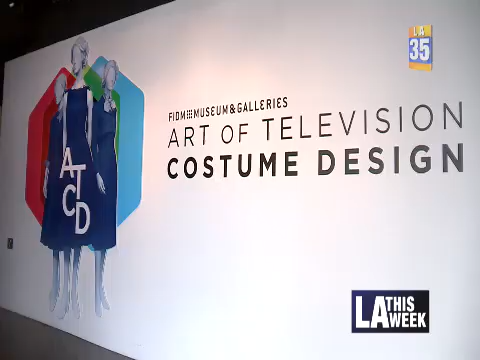 LA
35
FIDM MUSEUM&GALLERIES
ART OF TELEVISION
COSTUME DESIGN
ATCD
LA THIS WEEK